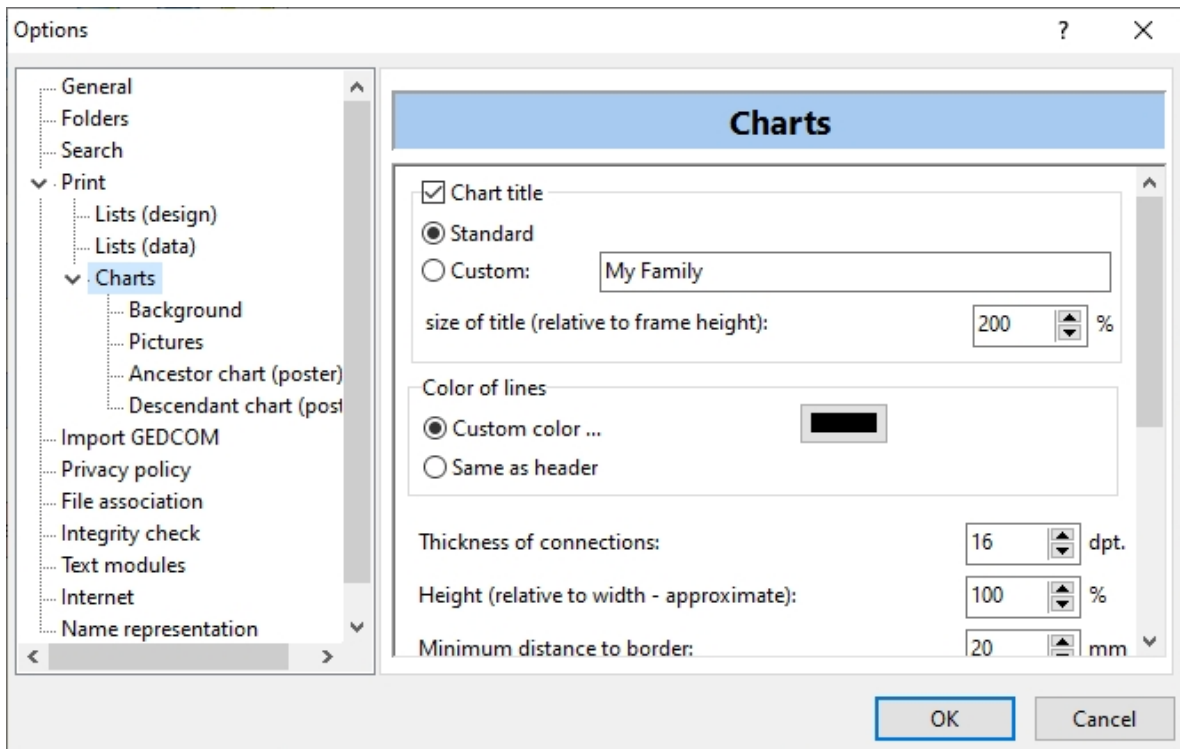 Options
General
Folders
Search
Print
Lists (design)
Lists (data)
Charts
Background
Pictures
Ancestor chart (poster)
Descendant chart (post
Import GEDCOM
Privacy policy
File association
Integrity check
Text modules
Internet
Name representation
Charts
Chart title
Standard
Custom: My Family
size of title (relative to frame height): 200 %
Color of lines
Custom color ...
Same as header
Thickness of connections: 16 dpt.
Height (relative to width - approximate): 100 %
Minimum distance to border: 20 mm
OK Cancel